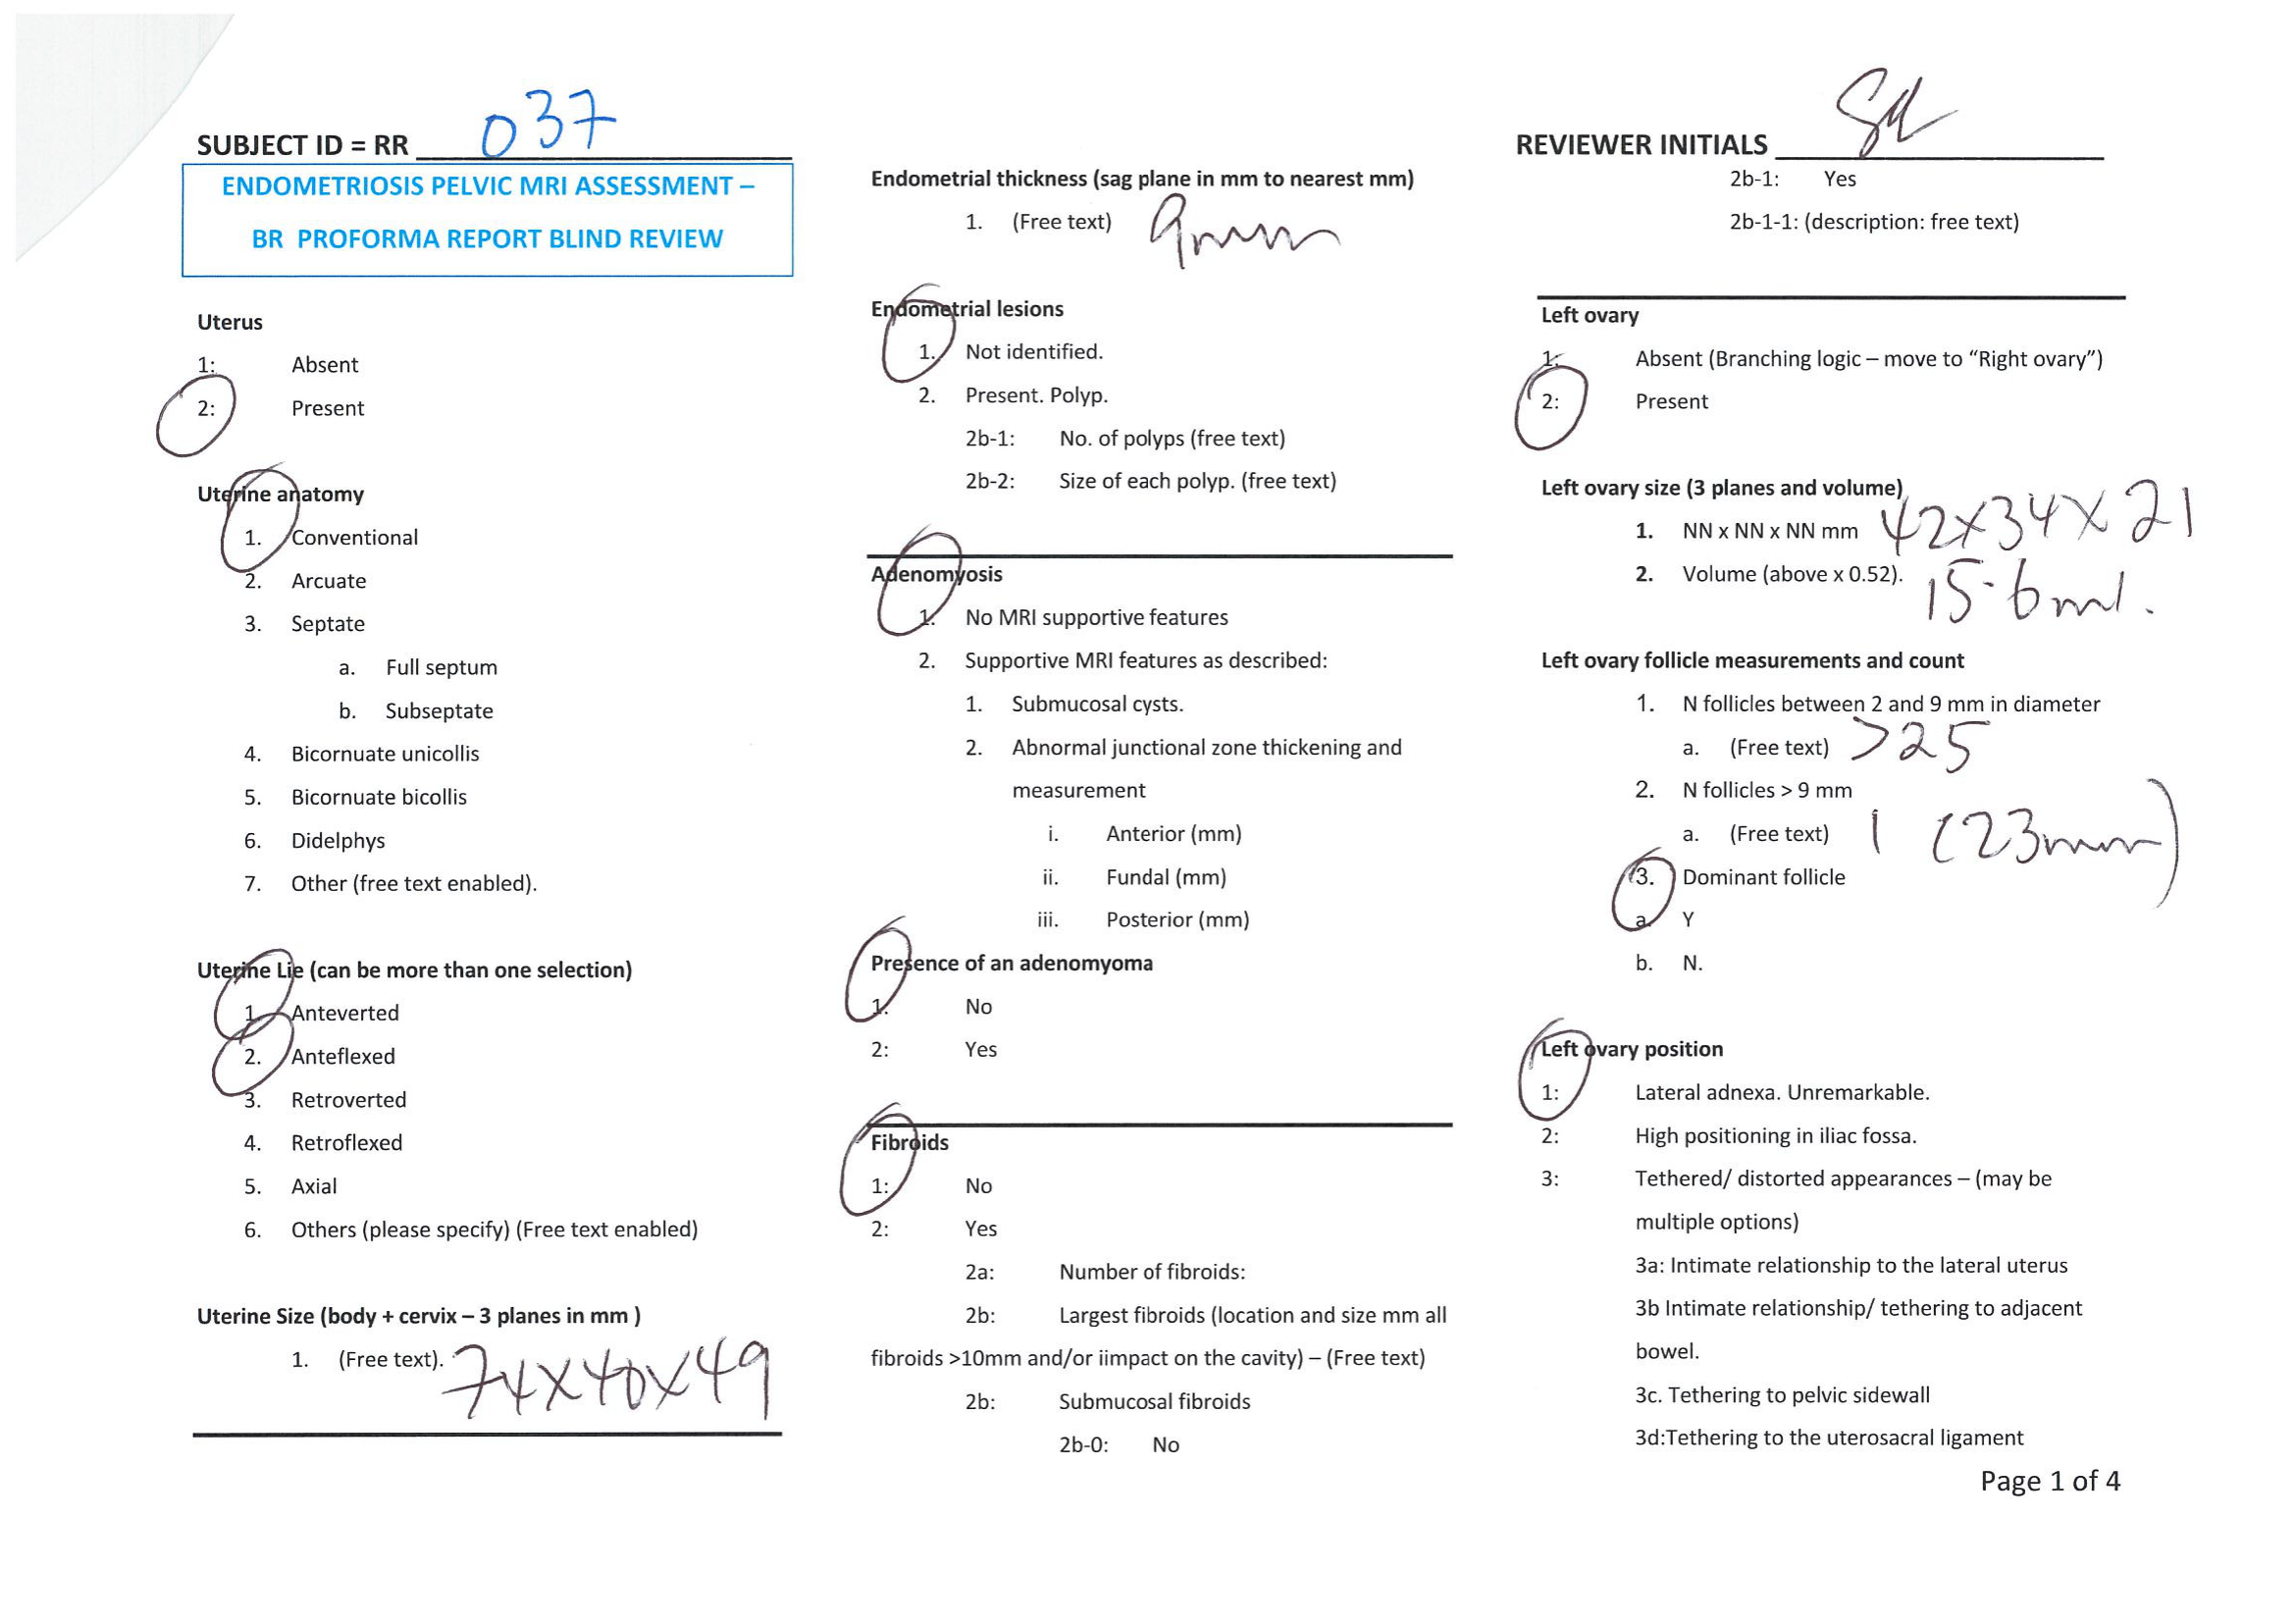 SUBJECT ID = RR 037
ENDOMETRIOSIS PELVIC MRI ASSESSMENT –
BR PROFORMA REPORT BLIND REVIEW
Uterus
1: Absent
2: Present
Uterine anatomy
1. Conventional
2. Arcuate
3. Septate
a. Full septum
b. Subseptate
4. Bicornuate unicollis
5. Bicornuate bicollis
6. Didelphys
7. Other (free text enabled).
Uterine Lie (can be more than one selection)
1. Anteverted
2. Anteflexed
3. Retroverted
4. Retroflexed
5. Axial
6. Others (please specify) (Free text enabled)
Uterine Size (body + cervix – 3 planes in mm )
1. (Free text). 74x40x49
Endometrial thickness (sag plane in mm to nearest mm)
1. (Free text) 9mm
Endometrial lesions
1. Not identified.
2. Present. Polyp.
2b-1: No. of polyps (free text)
2b-2: Size of each polyp. (free text)
Adenomyosis
1. No MRI supportive features
2. Supportive MRI features as described:
1. Submucosal cysts.
2. Abnormal junctional zone thickening and
measurement
i. Anterior (mm)
ii. Fundal (mm)
iii. Posterior (mm)
Presence of an adenomyoma
1: No
2: Yes
Fibroids
1: No
2: Yes
2a: Number of fibroids:
2b: Largest fibroids (location and size mm all
fibroids >10mm and/or iimpact on the cavity) – (Free text)
2b: Submucosal fibroids
2b-0: No
REVIEWER INITIALS
2b-1: Yes
2b-1-1: (description: free text)
Left ovary
1: Absent (Branching logic – move to “Right ovary”)
2: Present
Left ovary size (3 planes and volume)
1. NN x NN x NN mm 42x34x21
2. Volume (above x 0.52). 15.6ml.
Left ovary follicle measurements and count
1. N follicles between 2 and 9 mm in diameter
a. (Free text) >25
2. N follicles > 9 mm
a. (Free text) 1 (23mm)
3. Dominant follicle
a. Y
b. N.
Left ovary position
1: Lateral adnexa. Unremarkable.
2: High positioning in iliac fossa.
3: Tethered/ distorted appearances – (may be
multiple options)
3a: Intimate relationship to the lateral uterus
3b Intimate relationship/ tethering to adjacent
bowel.
3c. Tethering to pelvic sidewall
3d:Tethering to the uterosacral ligament
Page 1 of 4